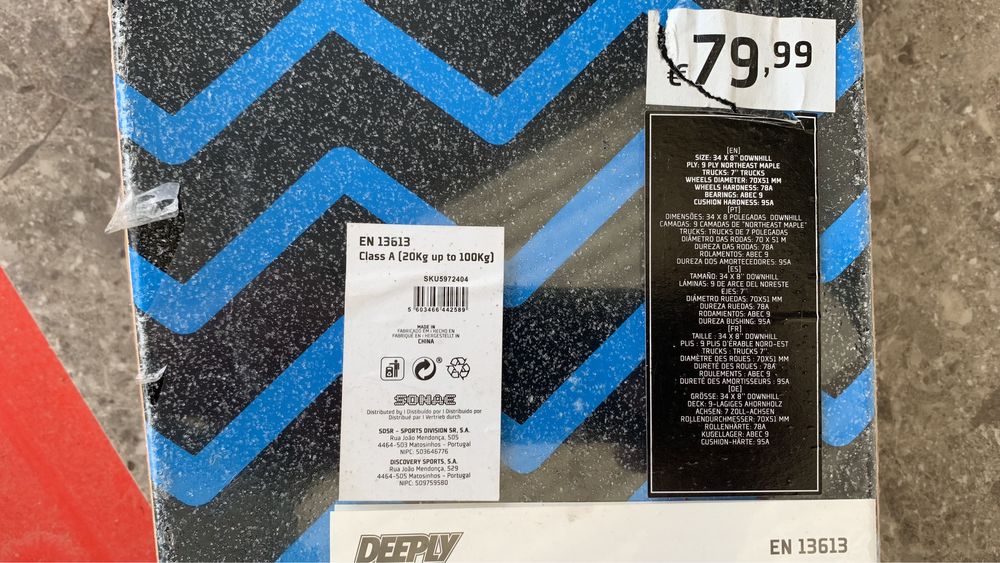 €79,99
[EN]
SIZE: 34 X 8" DOWNHILL
PLY: 9 PLY NORTHEAST MAPLE
TRUCKS: 7" TRUCKS
WHEELS DIAMETER: 70X51 MM
WHEELS HARDNESS: 78A
BEARINGS: ABEC 9
CUSHION HARDNESS: 95A
[PT]
DIMENSÕES: 34 X 8 POLEGADAS DOWNHILL
CAMADAS: 9 CAMADAS DE "NORTHEAST MAPLE"
TRUCKS: TRUCKS DE 7 POLEGADAS
DIÂMETRO DAS RODAS: 70 X 51 M
DUREZA DAS RODAS: 78A
ROLAMENTOS: ABEC 9
DUREZA DOS AMORTECEDORES: 95A
[ES]
TAMAÑO: 34 X 8" DOWNHILL
LÁMINAS: 9 DE ARCE DEL NORESTE
EJES: 7"
DIÁMETRO RUEDAS: 70X51 MM
DUREZA RUEDAS: 78A
RODAMIENTOS: ABEC 9
DUREZA BUSHING: 95A
[FR]
TAILLE : 34 X 8" DOWNHILL
PLIS : 9 PLIS D'ÉRABLE NORD-EST
TRUCKS : TRUCKS 7"
DIAMÈTRE DES ROUES : 70X51 MM
DURETÉ DES ROUES : 78A
ROULEMENTS : ABEC 9
DURETÉ DES AMORTISSEURS : 95A
[DE]
GRÖSSE: 34 X 8" DOWNHILL
DECK: 9-LAGIGES AHORNHOLZ
ACHSEN: 7 ZOLL-ACHSEN
ROLLENDURCHMESSER: 70X51 MM
ROLLENHÄRTE: 78A
KUGELLAGER: ABEC 9
CUSHION-HÄRTE: 95A
EN 13613
Class A (20Kg up to 100Kg)
SKU5972404
5 603466 442589
MADE IN
FABRICADO EM | HECHO EN
FABRIQUÉ EN | HERGESTELLT IN
CHINA
SONAE
Distributed by | Distibuído por | Distribuido por
Distribué par | Vertrieb durch
SDSR - SPORTS DIVISION SR, S.A.
Rua João Mendonça, 505
4464-503 Matosinhos - Portugal
NIPC: 503646776
DISCOVERY SPORTS, S.A.
Rua João Mendonça, 529
4464-505 Matosinhos - Portugal
NIPC: 509759580
DEEPLY
EN 13613